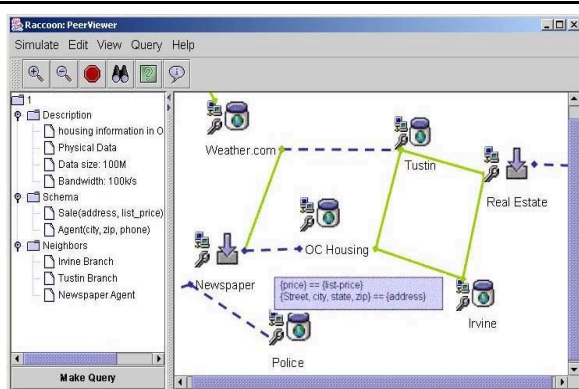 Raccoon: PeerViewer
Simulate Edit View Query Help
1
Description
housing information in O
Physical Data
Data size: 100M
Bandwidth: 100k/s
Schema
Sale(address, list_price)
Agent(city, zip, phone)
Neighbors
Irvine Branch
Tustin Branch
Newspaper Agent
Make Query
Weather.com
Tustin
Real Estate
OC Housing
Newspaper
{price} == {list-price}
{Street, city, state, zip} == {address}
Irvine
Police